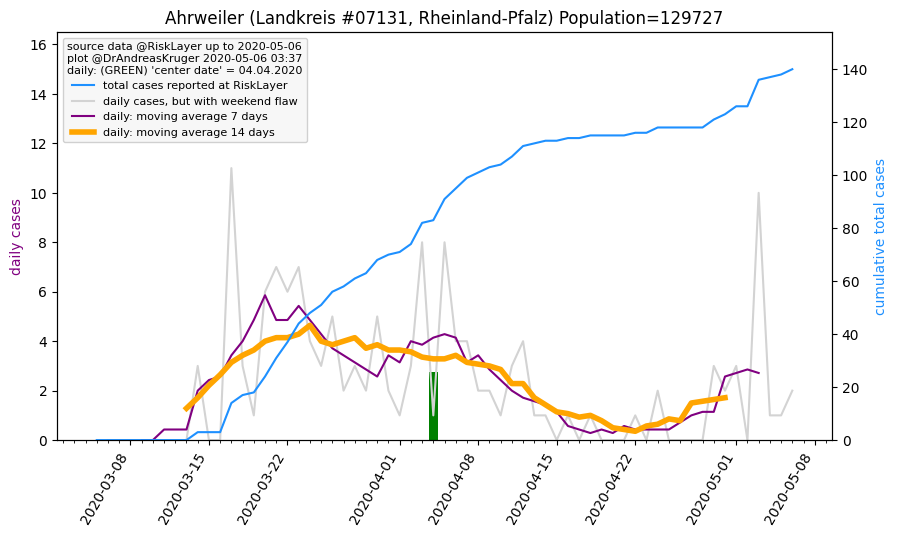 Ahrweiler (Landkreis #07131, Rheinland-Pfalz) Population=129727
source data @RiskLayer up to 2020-05-06
plot @DrAndreasKruger 2020-05-06 03:37
daily: (GREEN) 'center date' = 04.04.2020
total cases reported at RiskLayer
daily cases, but with weekend flaw
daily: moving average 7 days
daily: moving average 14 days
daily cases
16
14
12
10
8
6
4
2
0
cumulative total cases
140
120
100
80
60
40
20
0
2020-03-08
2020-03-15
2020-03-22
2020-04-01
2020-04-08
2020-04-15
2020-04-22
2020-05-01
2020-05-08